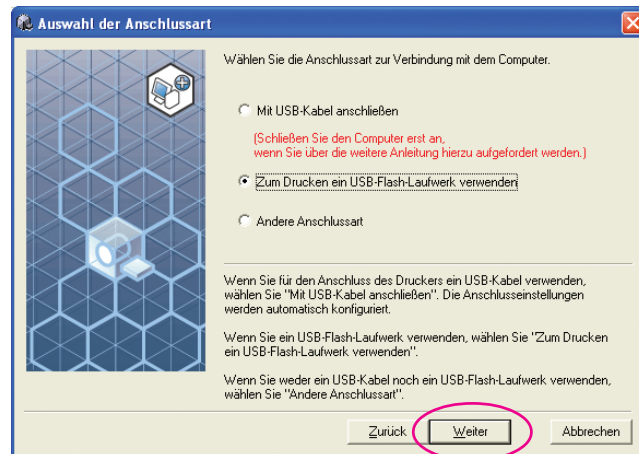 Auswahl der Anschlussart
Wählen Sie die Anschlussart zur Verbindung mit dem Computer.
Mit USB-Kabel anschließen
(Schließen Sie den Computer erst an,
wenn Sie über die weitere Anleitung hierzu aufgefordert werden.)
Zum Drucken ein USB-Flash-Laufwerk verwenden
Andere Anschlussart
Wenn Sie für den Anschluss des Druckers ein USB-Kabel verwenden,
wählen Sie "Mit USB-Kabel anschließen". Die Anschlusseinstellungen
werden automatisch konfiguriert.
Wenn Sie ein USB-Flash-Laufwerk verwenden, wählen Sie "Zum Drucken
ein USB-Flash-Laufwerk verwenden".
Wenn Sie weder ein USB-Kabel noch ein USB-Flash-Laufwerk verwenden,
wählen Sie "Andere Anschlussart".
Zurück Weiter Abbrechen